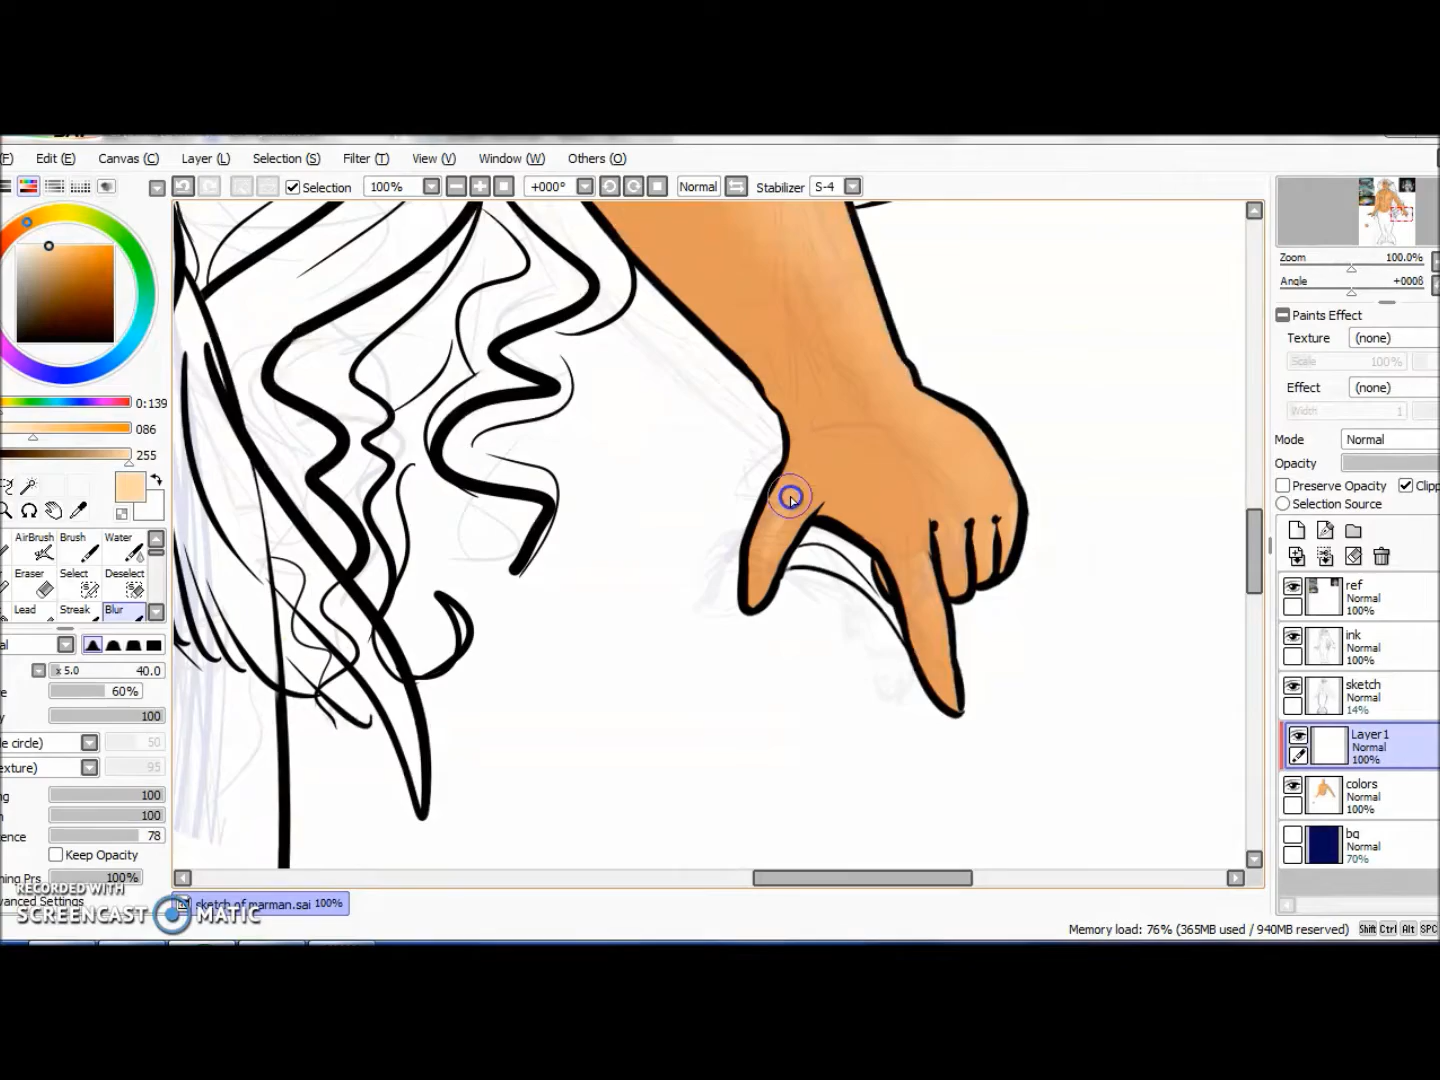 (F) Edit (E) Canvas (C) Layer (L) Selection (S) Filter (T) View (V) Window (W) Others (O)
Selection 100% +000° Normal Stabilizer S-4
0:139
086
255
AirBrush Brush Water
Eraser Select Deselect
Lead Streak Blur
x 5.0 40.0
60%
100
50
95
100
100
78
Keep Opacity
100%
RECORDED WITH
SCREENCAST MATIC
sketch of marman.sai 100%
Zoom 100.0%
Angle
Paints Effect
Texture (none)
Scale 100%
Effect (none)
Width 1
Mode Normal
Opacity
Preserve Opacity Clipp
Selection Source
ref
Normal
100%
ink
Normal
100%
sketch
Normal
14%
Layer1
Normal
100%
colors
Normal
100%
bg
Normal
70%
Memory load: 76% (365MB used / 940MB reserved) Shift Ctrl Alt SPC